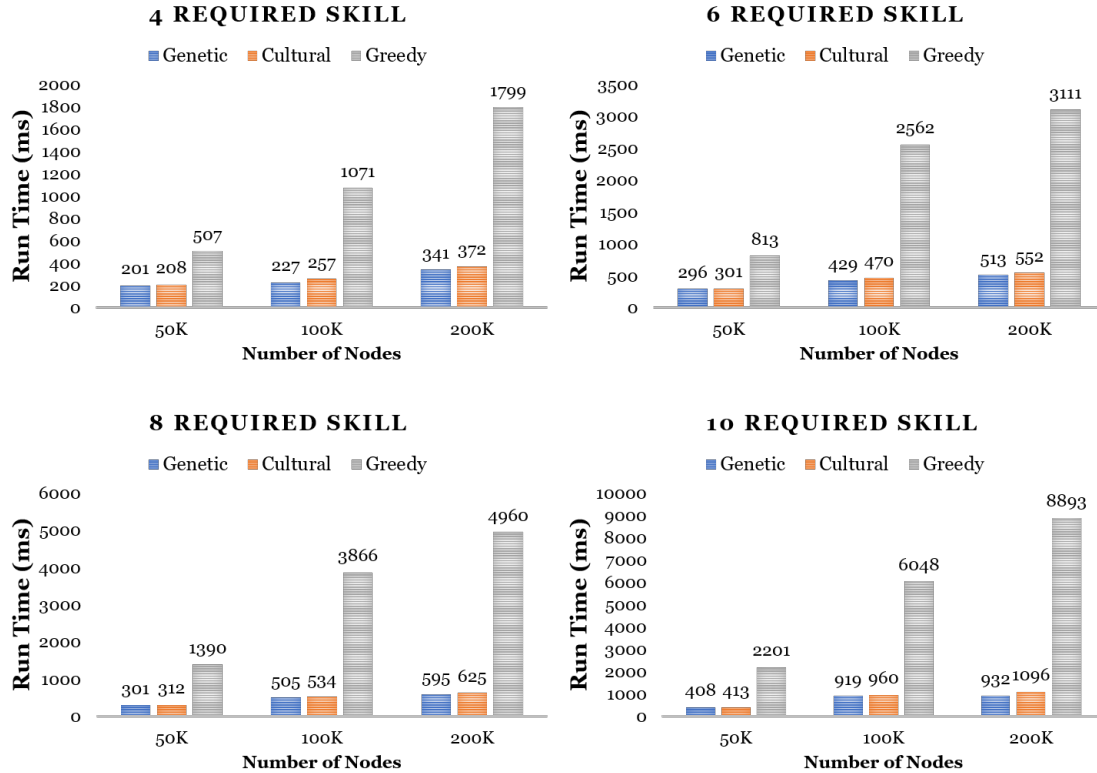 4 REQUIRED SKILL
Genetic Cultural Greedy
Run Time (ms)
2000
1800
1600
1400
1200
1000
800
600
400
200
0
201 208 507
227 257 1071
341 372 1799
50K 100K 200K
Number of Nodes
6 REQUIRED SKILL
Genetic Cultural Greedy
Run Time (ms)
3500
3000
2500
2000
1500
1000
500
0
296 301 813
429 470 2562
513 552 3111
50K 100K 200K
Number of Nodes
8 REQUIRED SKILL
Genetic Cultural Greedy
Run Time (ms)
6000
5000
4000
3000
2000
1000
0
301 312 1390
505 534 3866
595 625 4960
50K 100K 200K
Number of Nodes
10 REQUIRED SKILL
Genetic Cultural Greedy
Run Time (ms)
10000
9000
8000
7000
6000
5000
4000
3000
2000
1000
0
408 413 2201
919 960 6048
932 1096 8893
50K 100K 200K
Number of Nodes